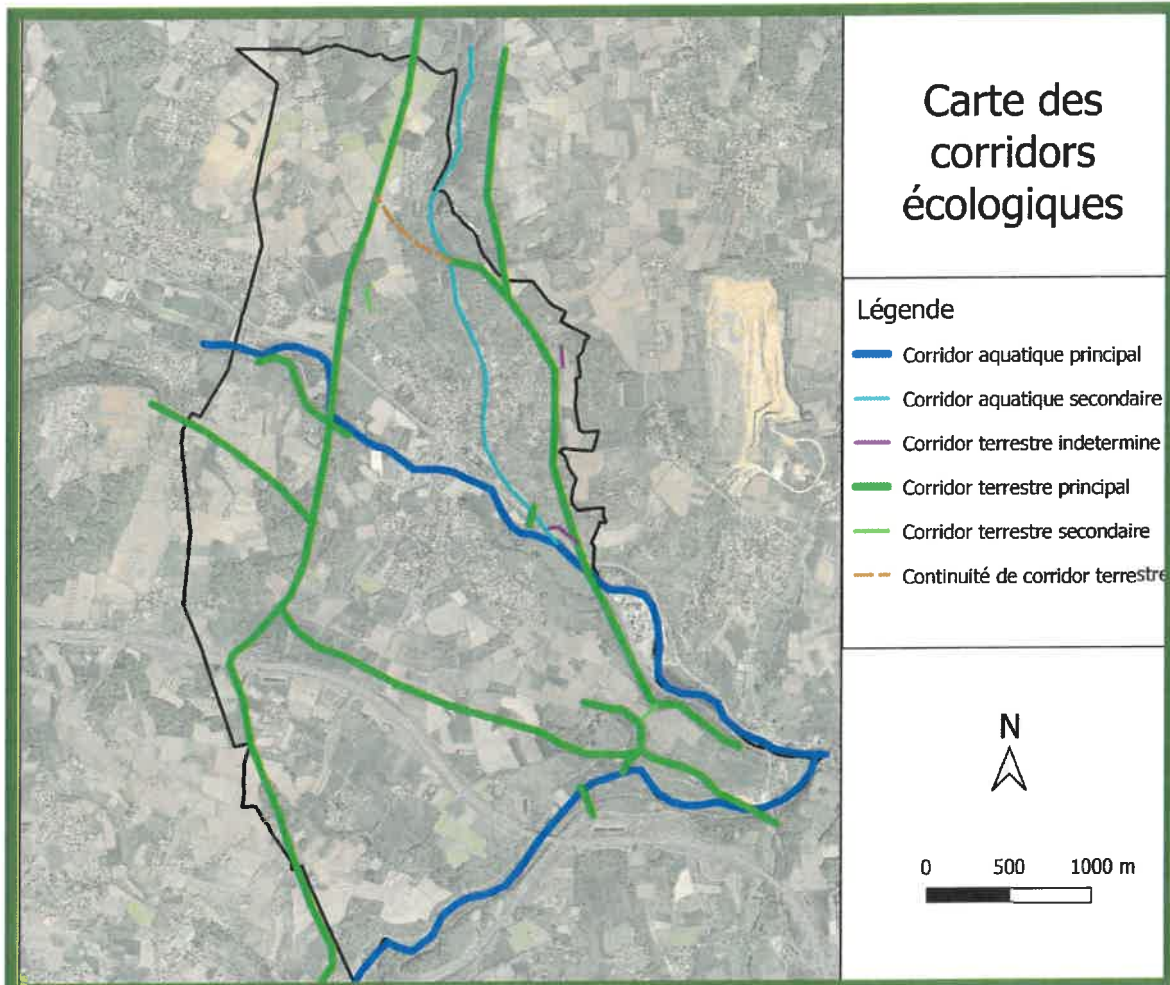 Carte des
corridors
écologiques
Légende
Corridor aquatique principal
Corridor aquatique secondaire
Corridor terrestre indetermine
Corridor terrestre principal
Corridor terrestre secondaire
Continuité de corridor terrestre
N
0 500 1000 m